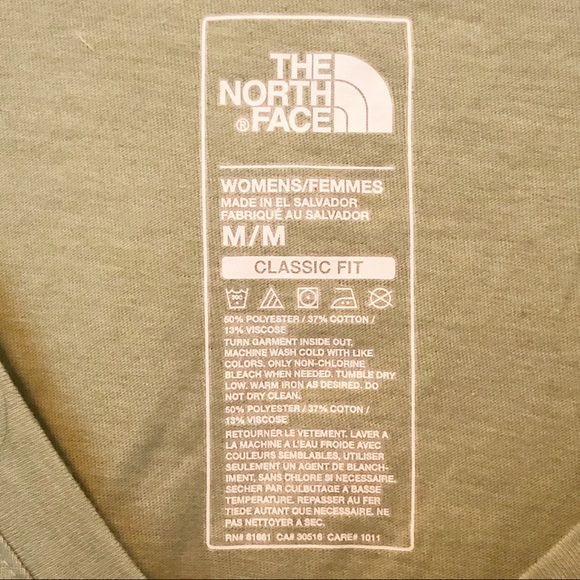 THE
NORTH
® FACE
WOMENS/FEMMES
MADE IN EL SALVADOR
FABRIQUÉ AU SALVADOR
M/M
CLASSIC FIT
50% POLYESTER / 37% COTTON /
13% VISCOSE
TURN GARMENT INSIDE OUT,
MACHINE WASH COLD WITH LIKE
COLORS. ONLY NON-CHLORINE
BLEACH WHEN NEEDED. TUMBLE DRY
LOW. WARM IRON AS DESIRED. DO
NOT DRY CLEAN.
50% POLYESTER / 37% COTON /
13% VISCOSE
RETOURNER LE VETEMENT. LAVER A
LA MACHINE A L'EAU FROIDE AVEC
COULEURS SEMBLABLES, UTILISER
SEULEMENT UN AGENT DE BLANCH-
IMENT, SANS CHLORE SI NECESSAIRE.
SECHER PAR CULBUTAGE A BASSE
TEMPERATURE. REPASSER AU FER
TIEDE AUTANT QUE NECESSAIRE. NE
PAS NETTOYER A SEC.
RN# 61661 CA# 30516 CARE# 1011